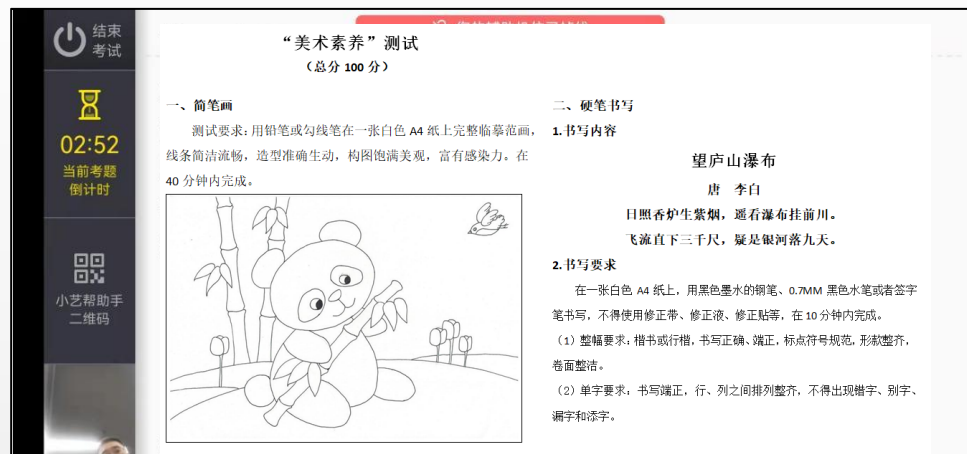 结束
考试
02:52
当前考题
倒计时
小艺帮助手
二维码
“美术素养”测试
（总分 100 分）
一、简笔画
测试要求：用铅笔或勾线笔在一张白色 A4 纸上完整临摹范画，
线条简洁流畅，造型准确生动，构图饱满美观，富有感染力。在
40 分钟内完成。
二、硬笔书写
1.书写内容
望庐山瀑布
唐 李白
日照香炉生紫烟，遥看瀑布挂前川。
飞流直下三千尺，疑是银河落九天。
2.书写要求
在一张白色 A4 纸上，用黑色墨水的钢笔、0.7MM 黑色水笔或者签字
笔书写，不得使用修正带、修正液、修正贴等，在 10 分钟内完成。
（1）整幅要求：楷书或行楷，书写正确、端正，标点符号规范，形款整齐，
卷面整洁。
（2）单字要求：书写端正，行、列之间排列整齐，不得出现错字、别字、
漏字和添字。